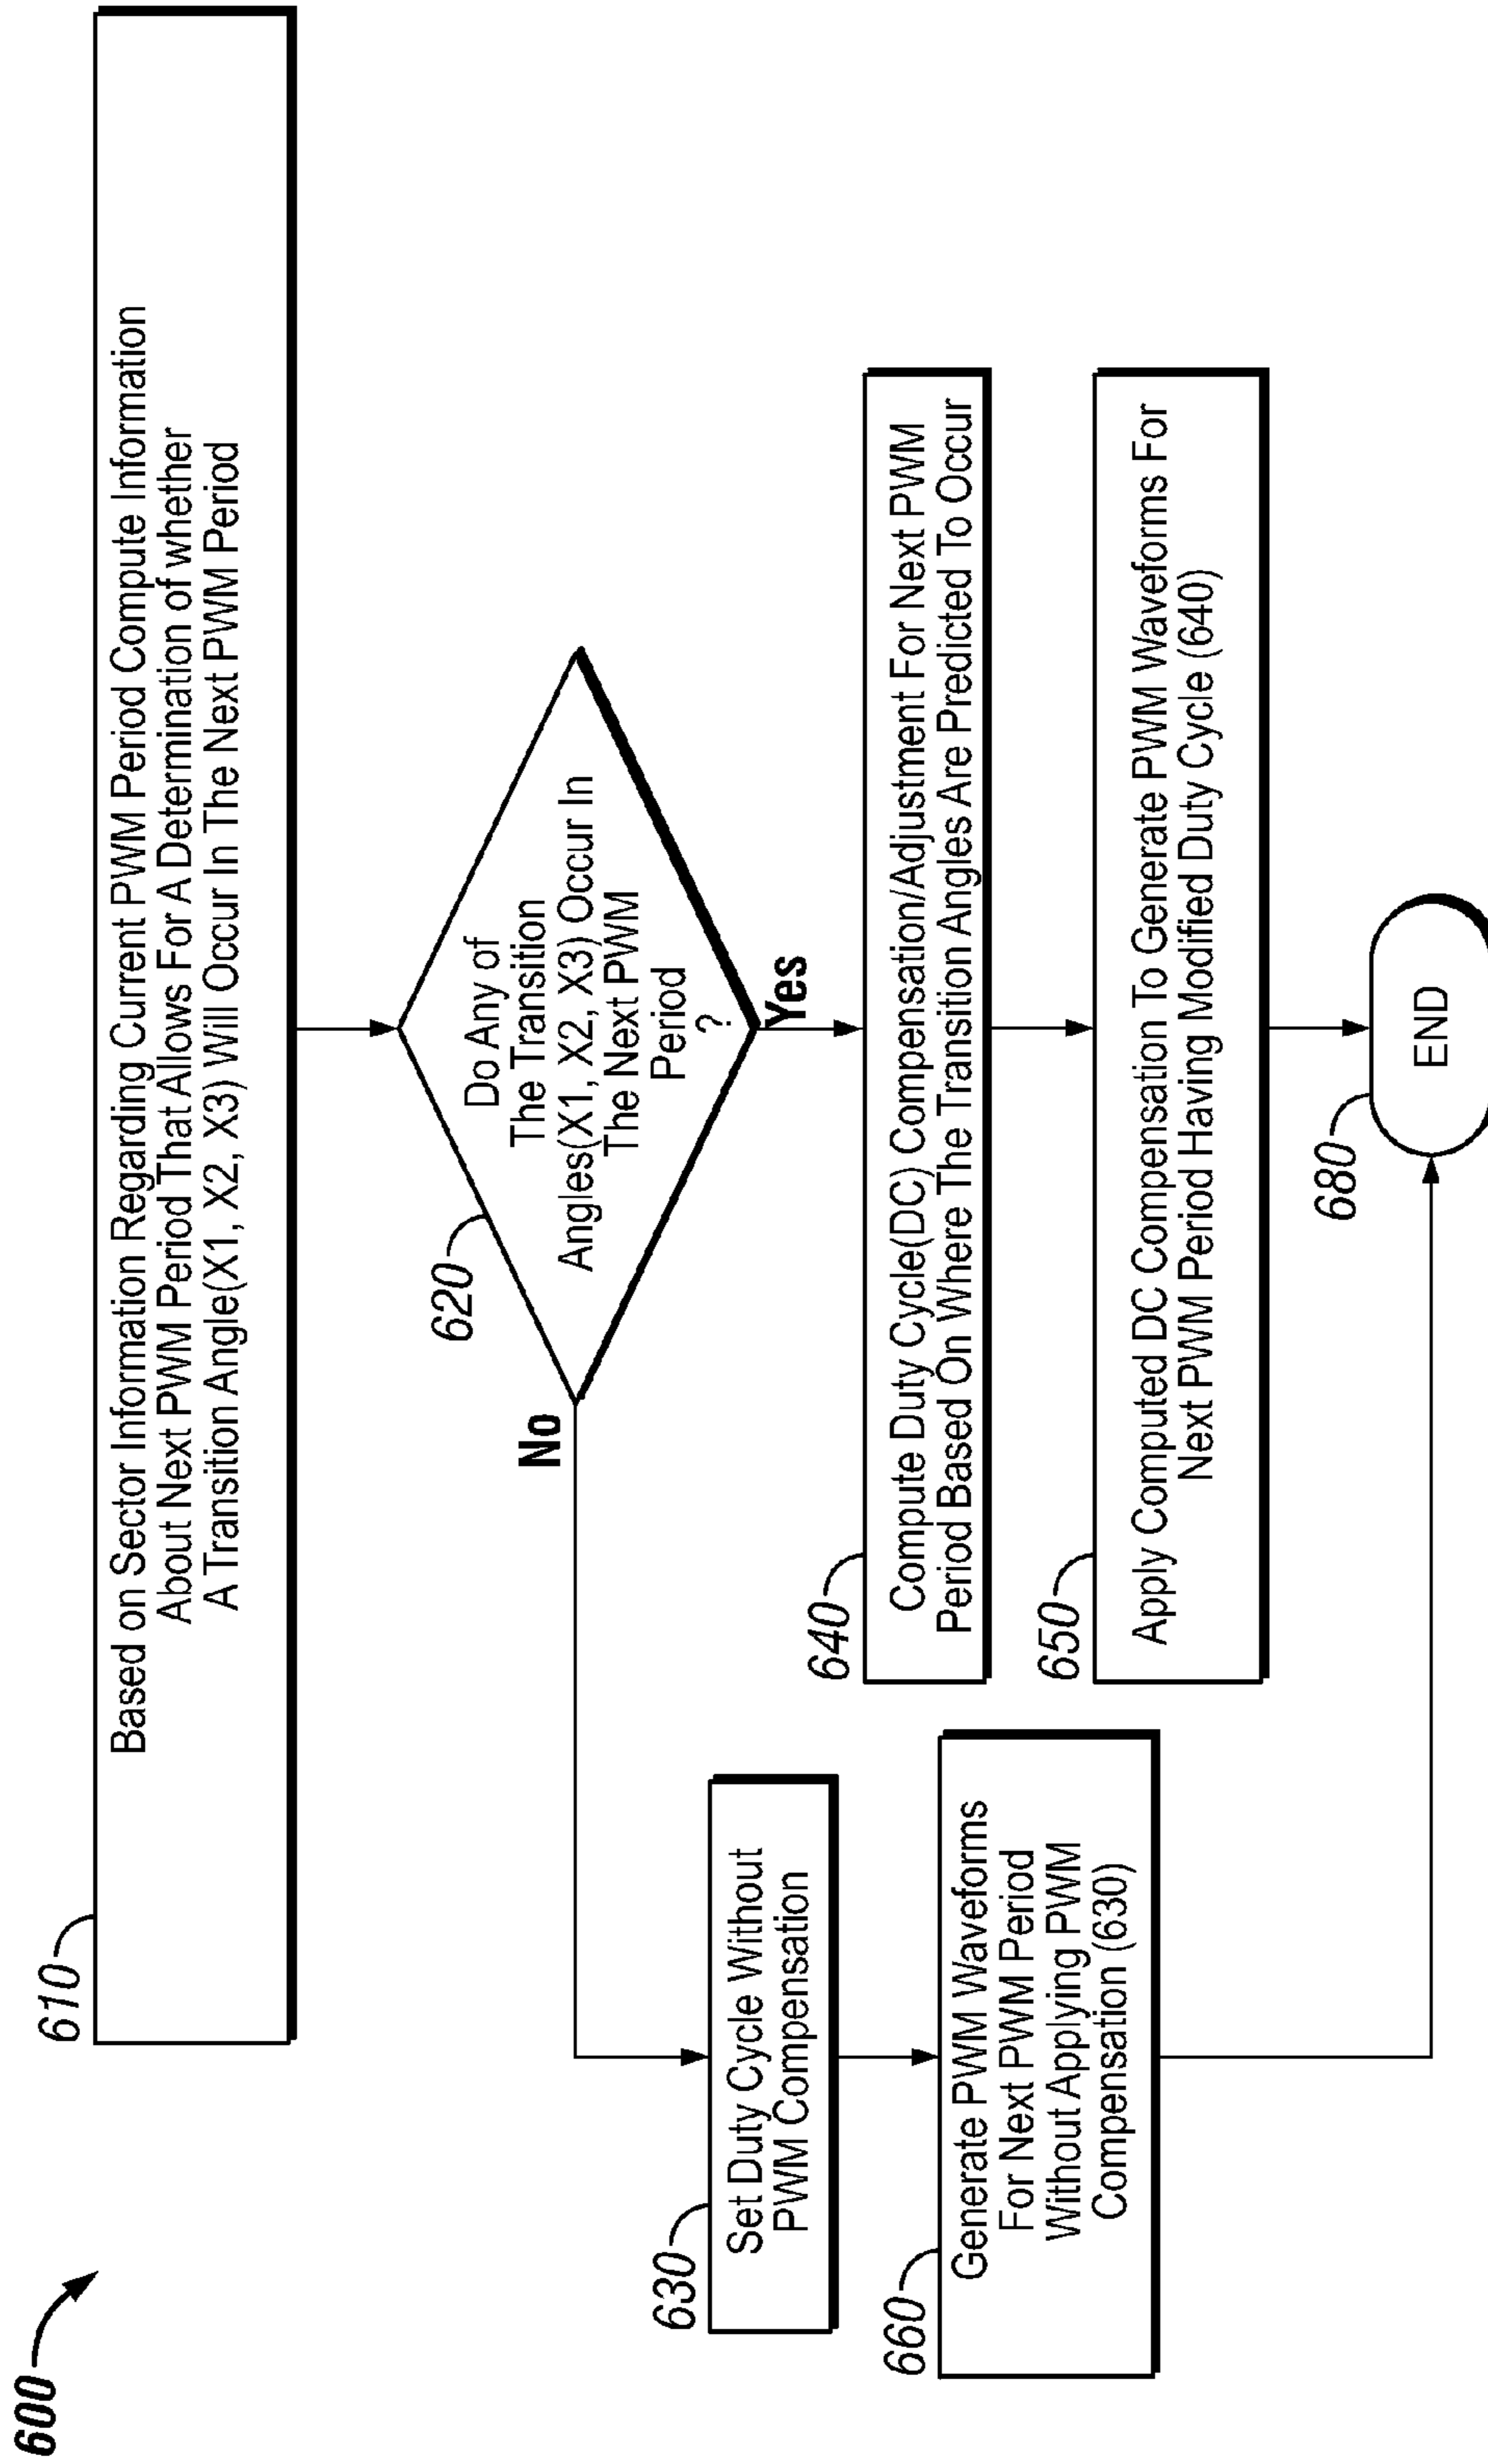 600
610
Based on Sector Information Regarding Current PWM Period Compute Information
About Next PWM Period That Allows For A Determination of whether
A Transition Angle(X1, X2, X3) Will Occur In The Next PWM Period
620
Do Any of
The Transition
Angles(X1, X2, X3) Occur In
The Next PWM
Period
?
No
Yes
630
Set Duty Cycle Without
PWM Compensation
640
Compute Duty Cycle(DC) Compensation/Adjustment For Next PWM
Period Based On Where The Transition Angles Are Predicted To Occur
660
Generate PWM Waveforms
For Next PWM Period
Without Applying PWM
Compensation (630)
650
Apply Computed DC Compensation To Generate PWM Waveforms For
Next PWM Period Having Modified Duty Cycle (640)
680
END